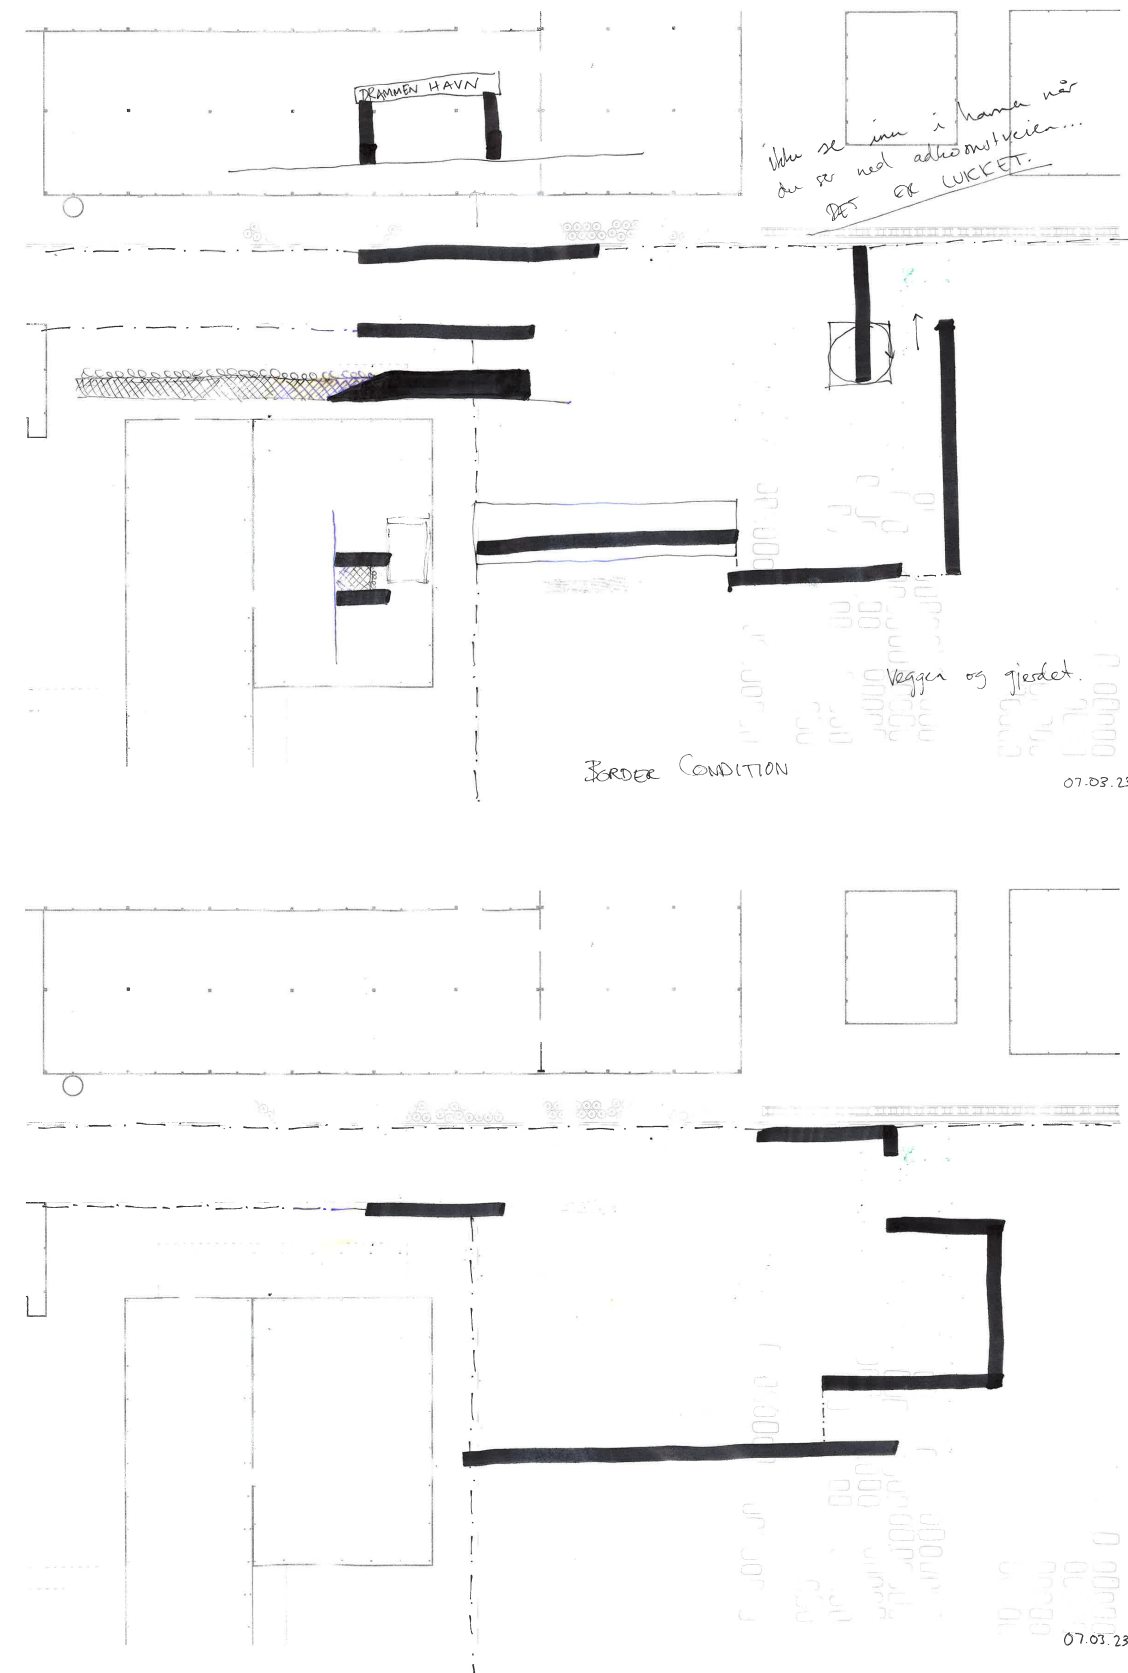 DRAMMEN HAVN
ikke se inn i havna når
du ser ned adkomstveien...
DET ER LUKKET.
Veggen og gjerdet.
BORDER CONDITION
07.03.23
07.03.23